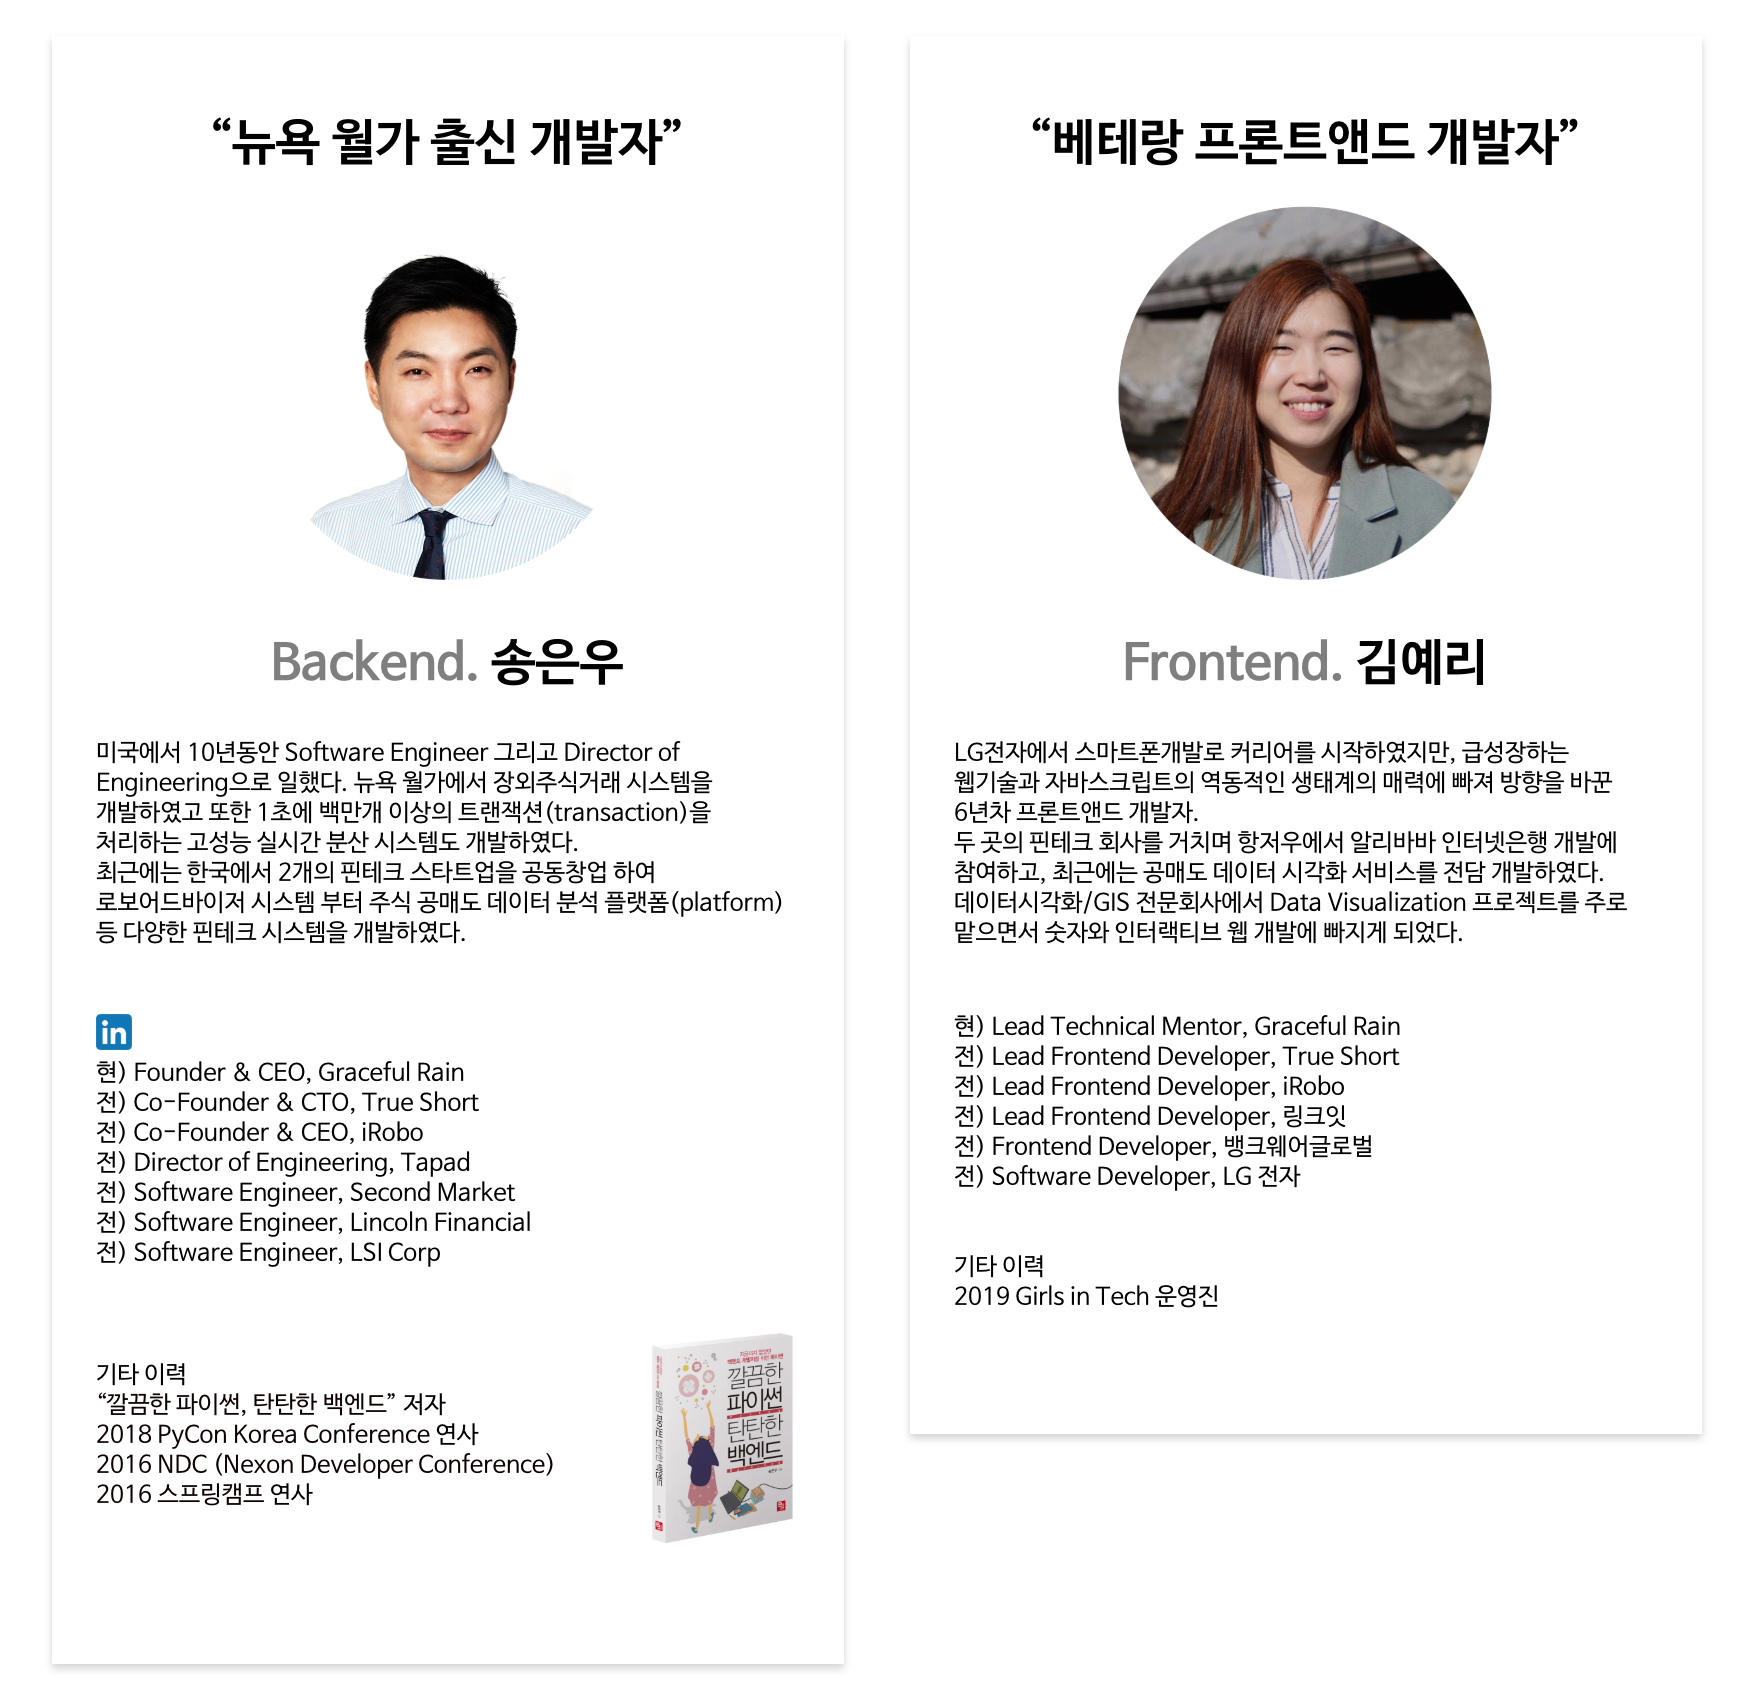 “뉴욕 월가 출신 개발자”
Backend. 송은우
미국에서 10년동안 Software Engineer 그리고 Director of
Engineering으로 일했다. 뉴욕 월가에서 장외주식거래 시스템을
개발하였고 또한 1초에 백만개 이상의 트랜잭션(transaction)을
처리하는 고성능 실시간 분산 시스템도 개발하였다.
최근에는 한국에서 2개의 핀테크 스타트업을 공동창업 하여
로보어드바이저 시스템 부터 주식 공매도 데이터 분석 플랫폼(platform)
등 다양한 핀테크 시스템을 개발하였다.
in
현) Founder & CEO, Graceful Rain
전) Co-Founder & CTO, True Short
전) Co-Founder & CEO, iRobo
전) Director of Engineering, Tapad
전) Software Engineer, Second Market
전) Software Engineer, Lincoln Financial
전) Software Engineer, LSI Corp
기타 이력
“깔끔한 파이썬, 탄탄한 백엔드” 저자
2018 PyCon Korea Conference 연사
2016 NDC (Nexon Developer Conference)
2016 스프링캠프 연사
깔끔한
파이썬
탄탄한
백엔드
“베테랑 프론트앤드 개발자”
Frontend. 김예리
LG전자에서 스마트폰개발로 커리어를 시작하였지만, 급성장하는
웹기술과 자바스크립트의 역동적인 생태계의 매력에 빠져 방향을 바꾼
6년차 프론트앤드 개발자.
두 곳의 핀테크 회사를 거치며 항저우에서 알리바바 인터넷은행 개발에
참여하고, 최근에는 공매도 데이터 시각화 서비스를 전담 개발하였다.
데이터시각화/GIS 전문회사에서 Data Visualization 프로젝트를 주로
맡으면서 숫자와 인터랙티브 웹 개발에 빠지게 되었다.
현) Lead Technical Mentor, Graceful Rain
전) Lead Frontend Developer, True Short
전) Lead Frontend Developer, iRobo
전) Lead Frontend Developer, 링크잇
전) Frontend Developer, 뱅크웨어글로벌
전) Software Developer, LG 전자
기타 이력
2019 Girls in Tech 운영진